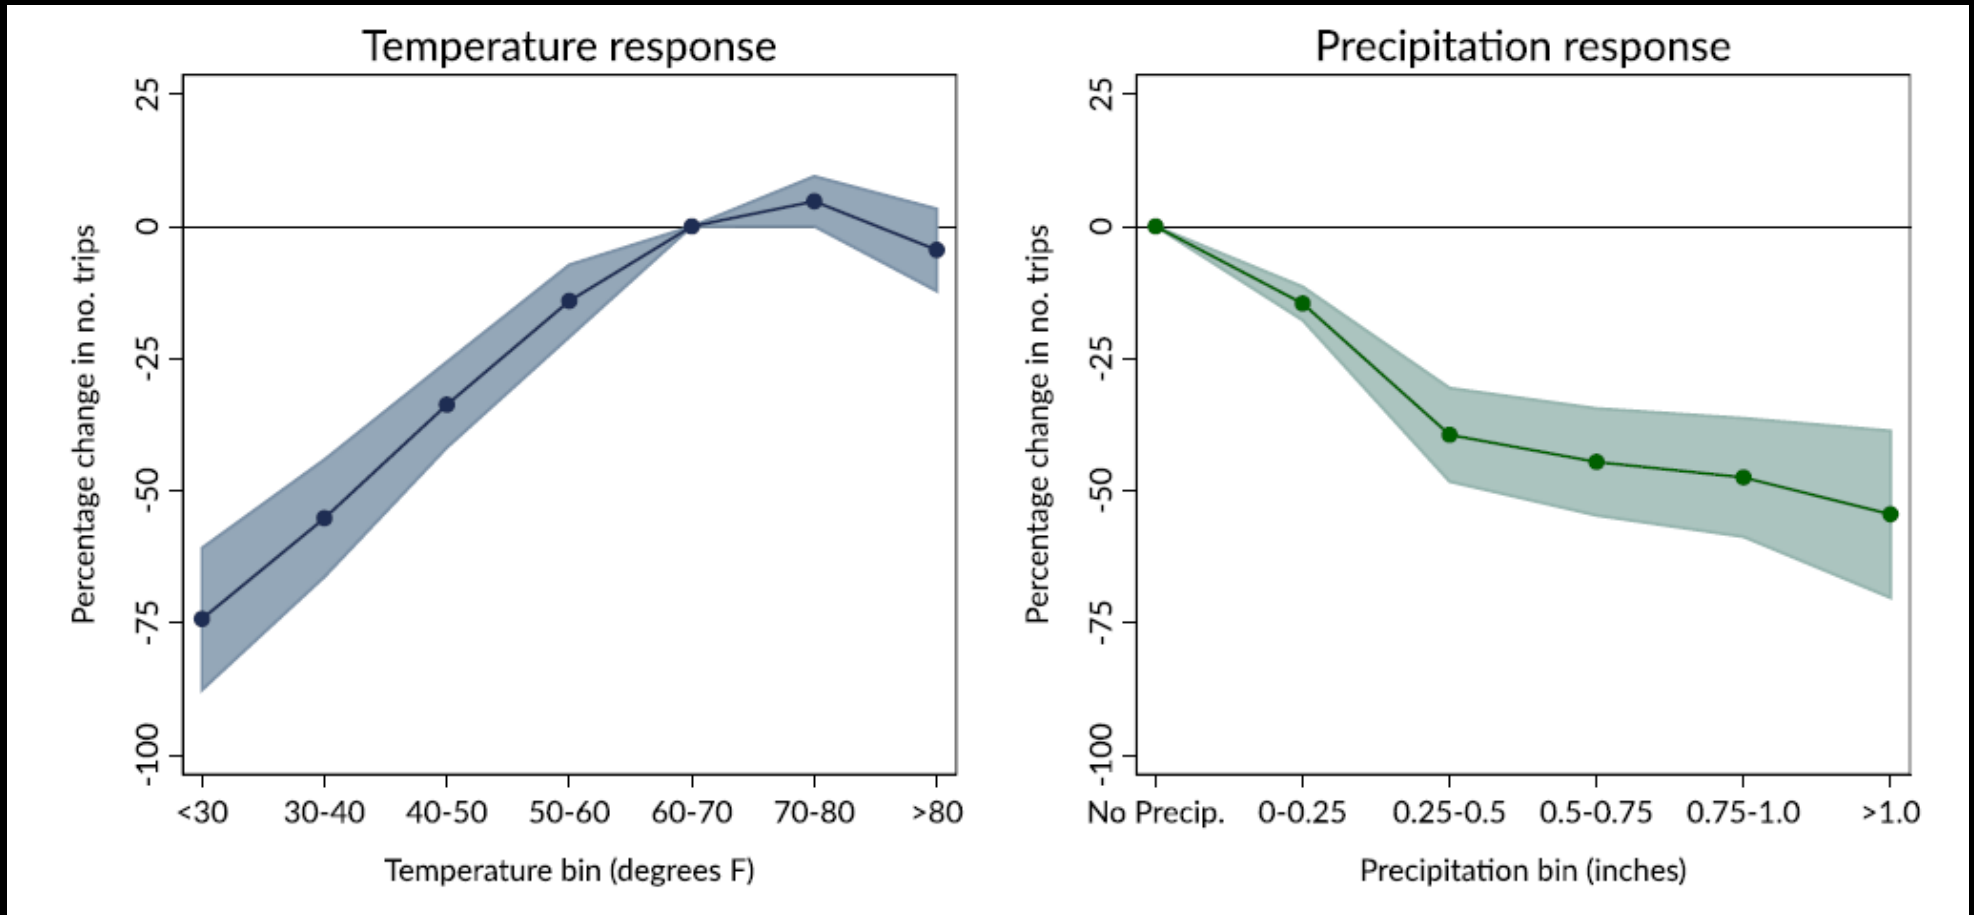 Temperature response
Percentage change in no. trips
25
0
-25
-50
-75
-100
<30 30-40 40-50 50-60 60-70 70-80 >80
Temperature bin (degrees F)
Precipitation response
Percentage change in no. trips
25
0
-25
-50
-75
-100
No Precip. 0-0.25 0.25-0.5 0.5-0.75 0.75-1.0 >1.0
Precipitation bin (inches)